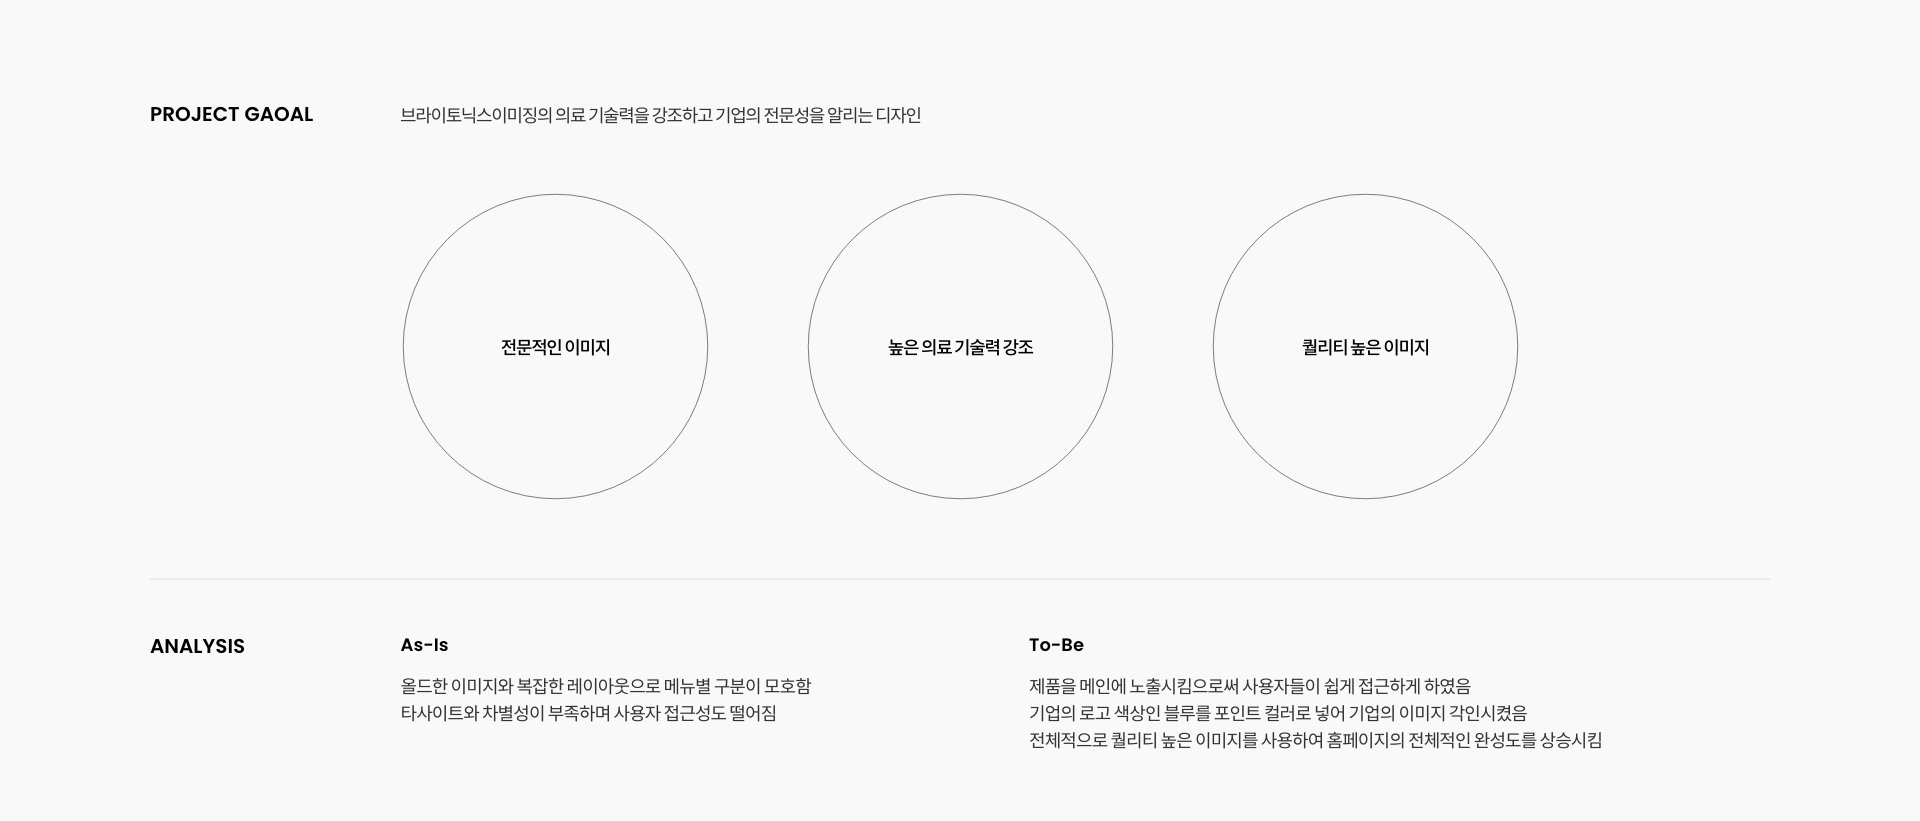 PROJECT GAOAL
브라이토닉스이미징의 의료 기술력을 강조하고 기업의 전문성을 알리는 디자인
전문적인 이미지
높은 의료 기술력 강조
퀄리티 높은 이미지
ANALYSIS
As-Is
올드한 이미지와 복잡한 레이아웃으로 메뉴별 구분이 모호함
타사이트와 차별성이 부족하며 사용자 접근성도 떨어짐
To-Be
제품을 메인에 노출시킴으로써 사용자들이 쉽게 접근하게 하였음
기업의 로고 색상인 블루를 포인트 컬러로 넣어 기업의 이미지 각인시켰음
전체적으로 퀄리티 높은 이미지를 사용하여 홈페이지의 전체적인 완성도를 상승시킴